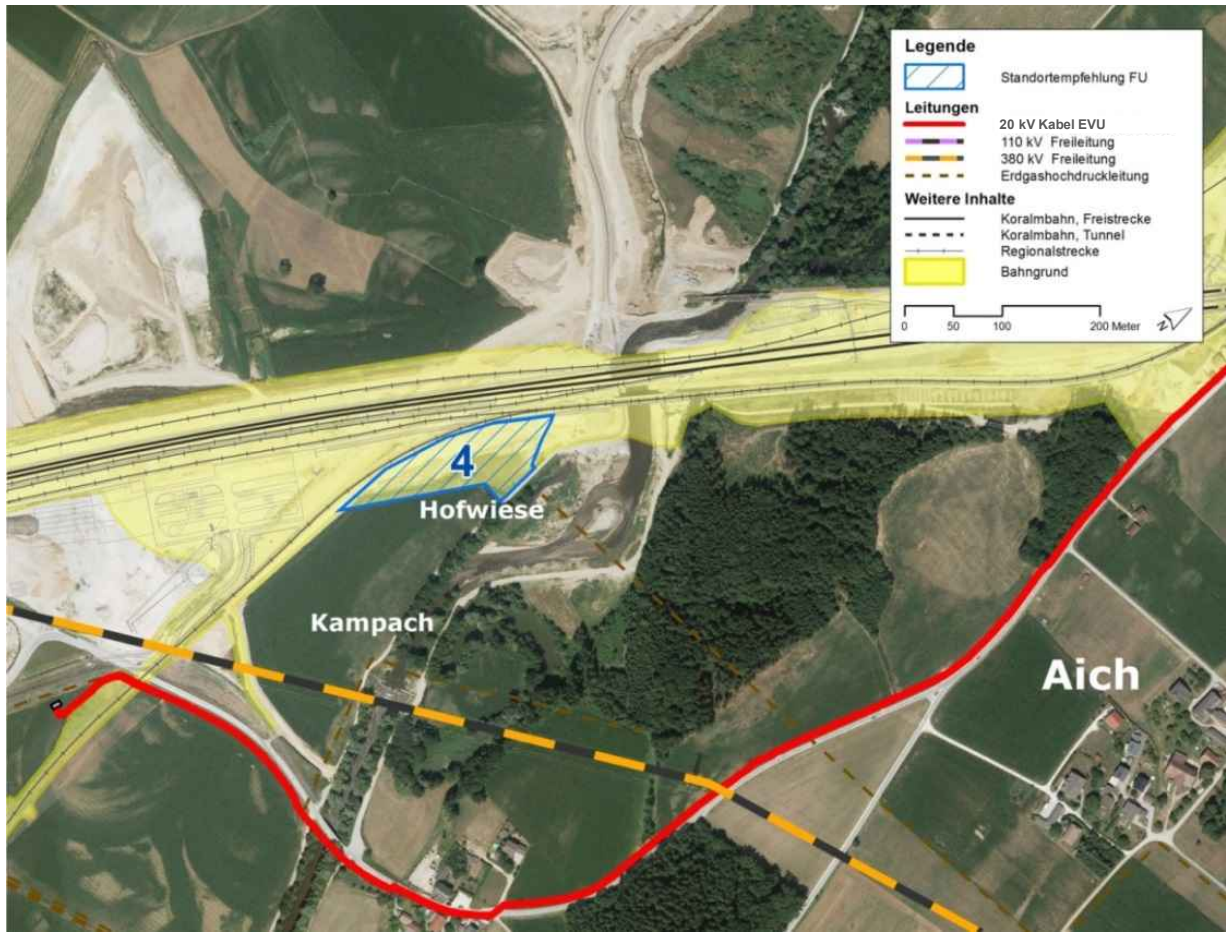 Legende
Standortempfehlung FU
Leitungen
20 kV Kabel EVU
110 kV Freileitung
380 kV Freileitung
Erdgashochdruckleitung
Weitere Inhalte
Koralmbahn, Freistrecke
Koralmbahn, Tunnel
Regionalstrecke
Bahngrund
0 50 100 200 Meter
N
4
Hofwiese
Kampach
Aich